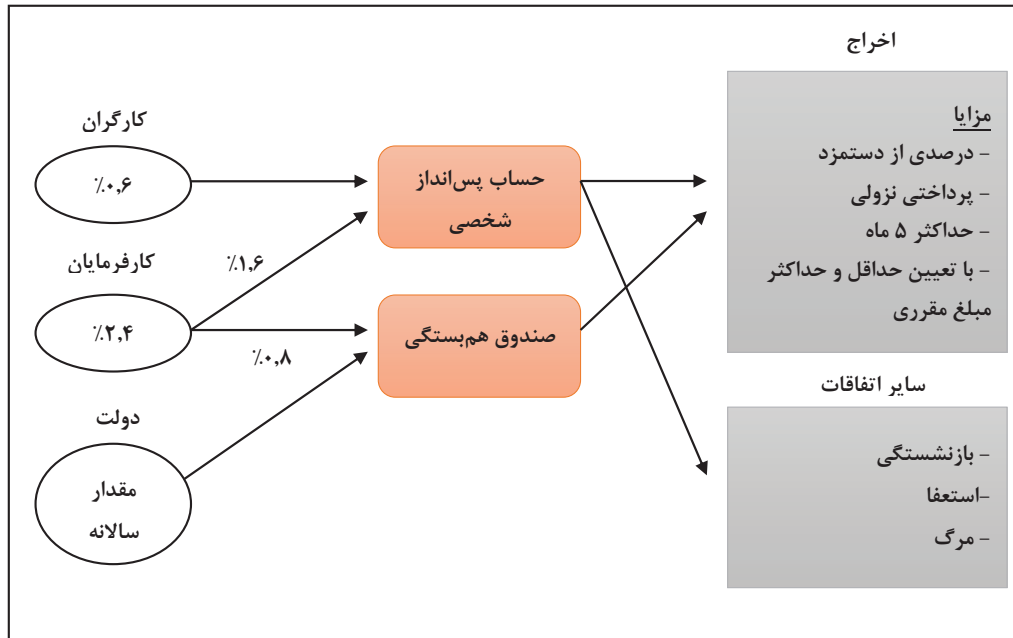 اخراج
مزایا
- درصدی از دستمزد
- پرداختی نزولی
- حداکثر ۵ ماه
- با تعیین حداقل و حداکثر
مبلغ مقرری
سایر اتفاقات
- بازنشستگی
-استعفا
- مرگ
حساب پس‌انداز
شخصی
صندوق هم‌بستگی
کارگران
٪۰,۶
کارفرمایان
٪۲,۴
٪۱,۶
٪۰,۸
دولت
مقدار
سالانه